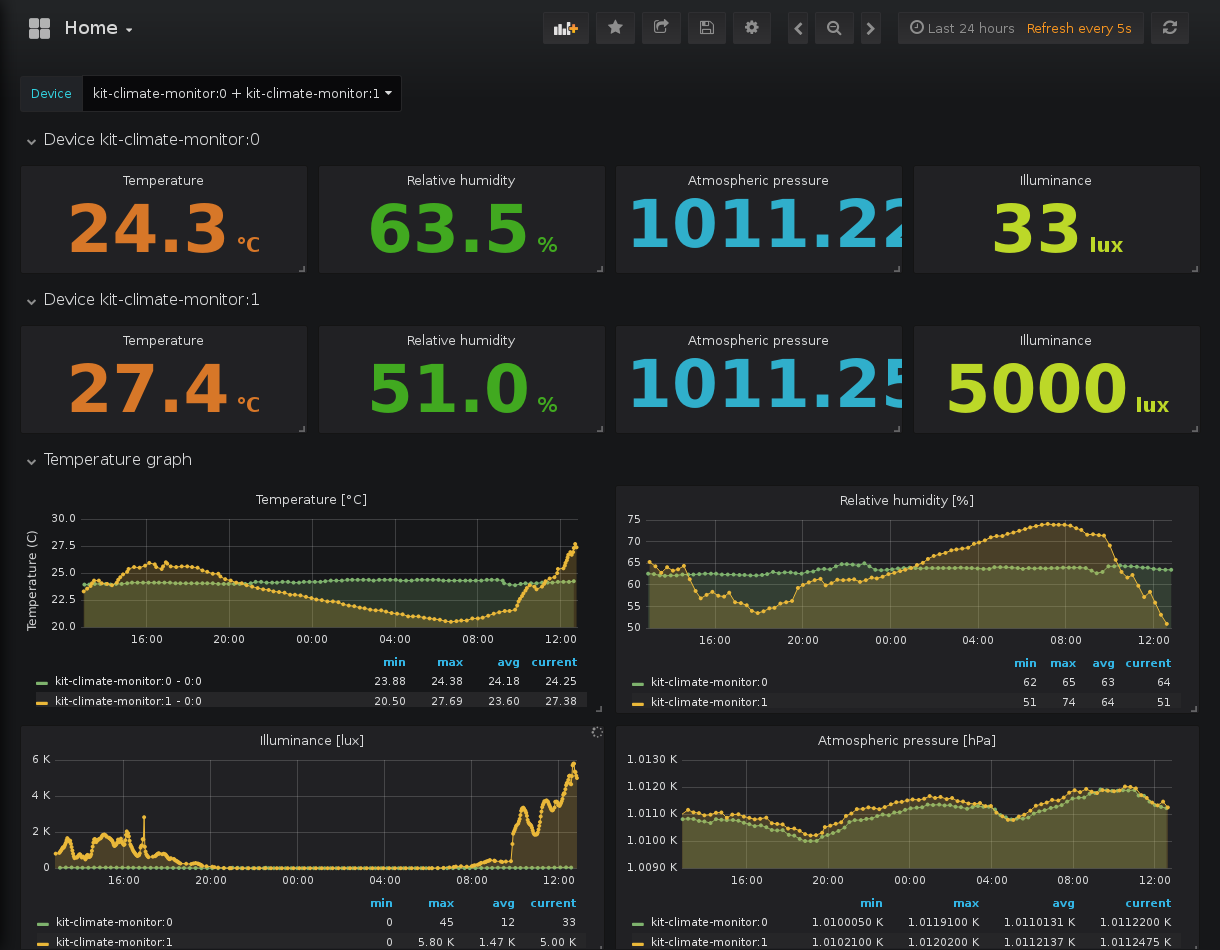 Home
Last 24 hours Refresh every 5s
Device kit-climate-monitor:0 + kit-climate-monitor:1
Device kit-climate-monitor:0
Temperature Relative humidity Atmospheric pressure Illuminance
24.3 °C 63.5 % 1011.22 33 lux
Device kit-climate-monitor:1
Temperature Relative humidity Atmospheric pressure Illuminance
27.4 °C 51.0 % 1011.25 5000 lux
Temperature graph
Temperature [°C]
Temperature (C)
30.0
27.5
25.0
22.5
20.0
16:00 20:00 00:00 04:00 08:00 12:00
min max avg current
kit-climate-monitor:0 - 0:0 23.88 24.38 24.18 24.25
kit-climate-monitor:1 - 0:0 20.50 27.69 23.60 27.38
Relative humidity [%]
75
70
65
60
55
50
16:00 20:00 00:00 04:00 08:00 12:00
min max avg current
kit-climate-monitor:0 62 65 63 64
kit-climate-monitor:1 51 74 64 51
Illuminance [lux]
6 K
4 K
2 K
0
16:00 20:00 00:00 04:00 08:00 12:00
min max avg current
kit-climate-monitor:0 0 45 12 33
kit-climate-monitor:1 0 5.80 K 1.47 K 5.00 K
Atmospheric pressure [hPa]
1.0130 K
1.0120 K
1.0110 K
1.0100 K
1.0090 K
16:00 20:00 00:00 04:00 08:00 12:00
min max avg current
kit-climate-monitor:0 1.0100050 K 1.0119100 K 1.0110131 K 1.0112200 K
kit-climate-monitor:1 1.0102100 K 1.0120200 K 1.0112137 K 1.0112475 K